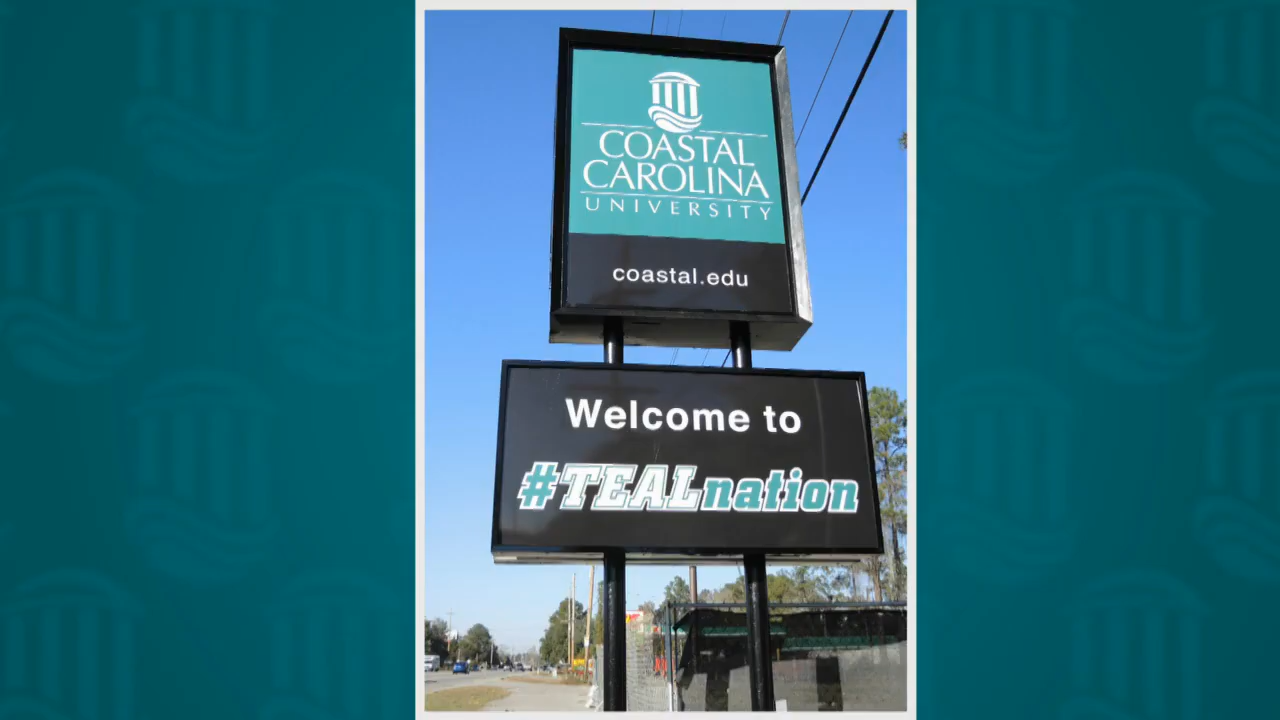 COASTAL
CAROLINA
UNIVERSITY
coastal.edu
Welcome to
#TEALnation